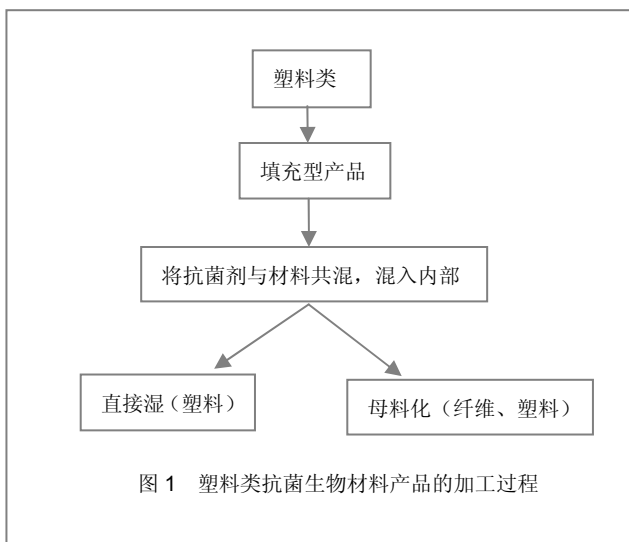 塑料类
填充型产品
将抗菌剂与材料共混，混入内部
直接湿（塑料）
母料化（纤维、塑料）
图 1 塑料类抗菌生物材料产品的加工过程